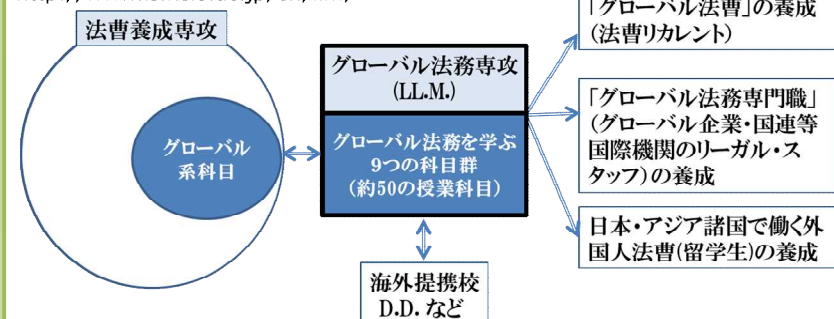 法曹養成専攻
グローバル
系科目
グローバル法務専攻
(LL.M.)
グローバル法務を学ぶ
9つの科目群
(約50の授業科目)
海外提携校
D.D. など
「グローバル法曹」の養成
(法曹リカレント)
「グローバル法務専門職」
(グローバル企業・国連等
国際機関のリーガル・ス
タッフ)の養成
日本・アジア諸国で働く外
国人法曹(留学生)の養成